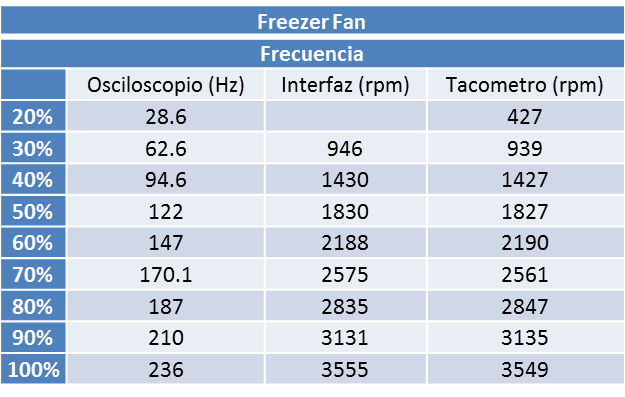 Freezer Fan
Frecuencia
Osciloscopio (Hz) Interfaz (rpm) Tacometro (rpm)
20% 28.6 427
30% 62.6 946 939
40% 94.6 1430 1427
50% 122 1830 1827
60% 147 2188 2190
70% 170.1 2575 2561
80% 187 2835 2847
90% 210 3131 3135
100% 236 3555 3549